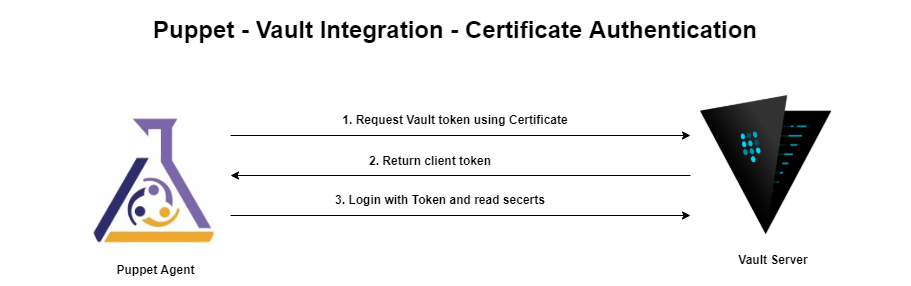 Puppet - Vault Integration - Certificate Authentication
1. Request Vault token using Certificate
2. Return client token
3. Login with Token and read secerts
Puppet Agent
Vault Server